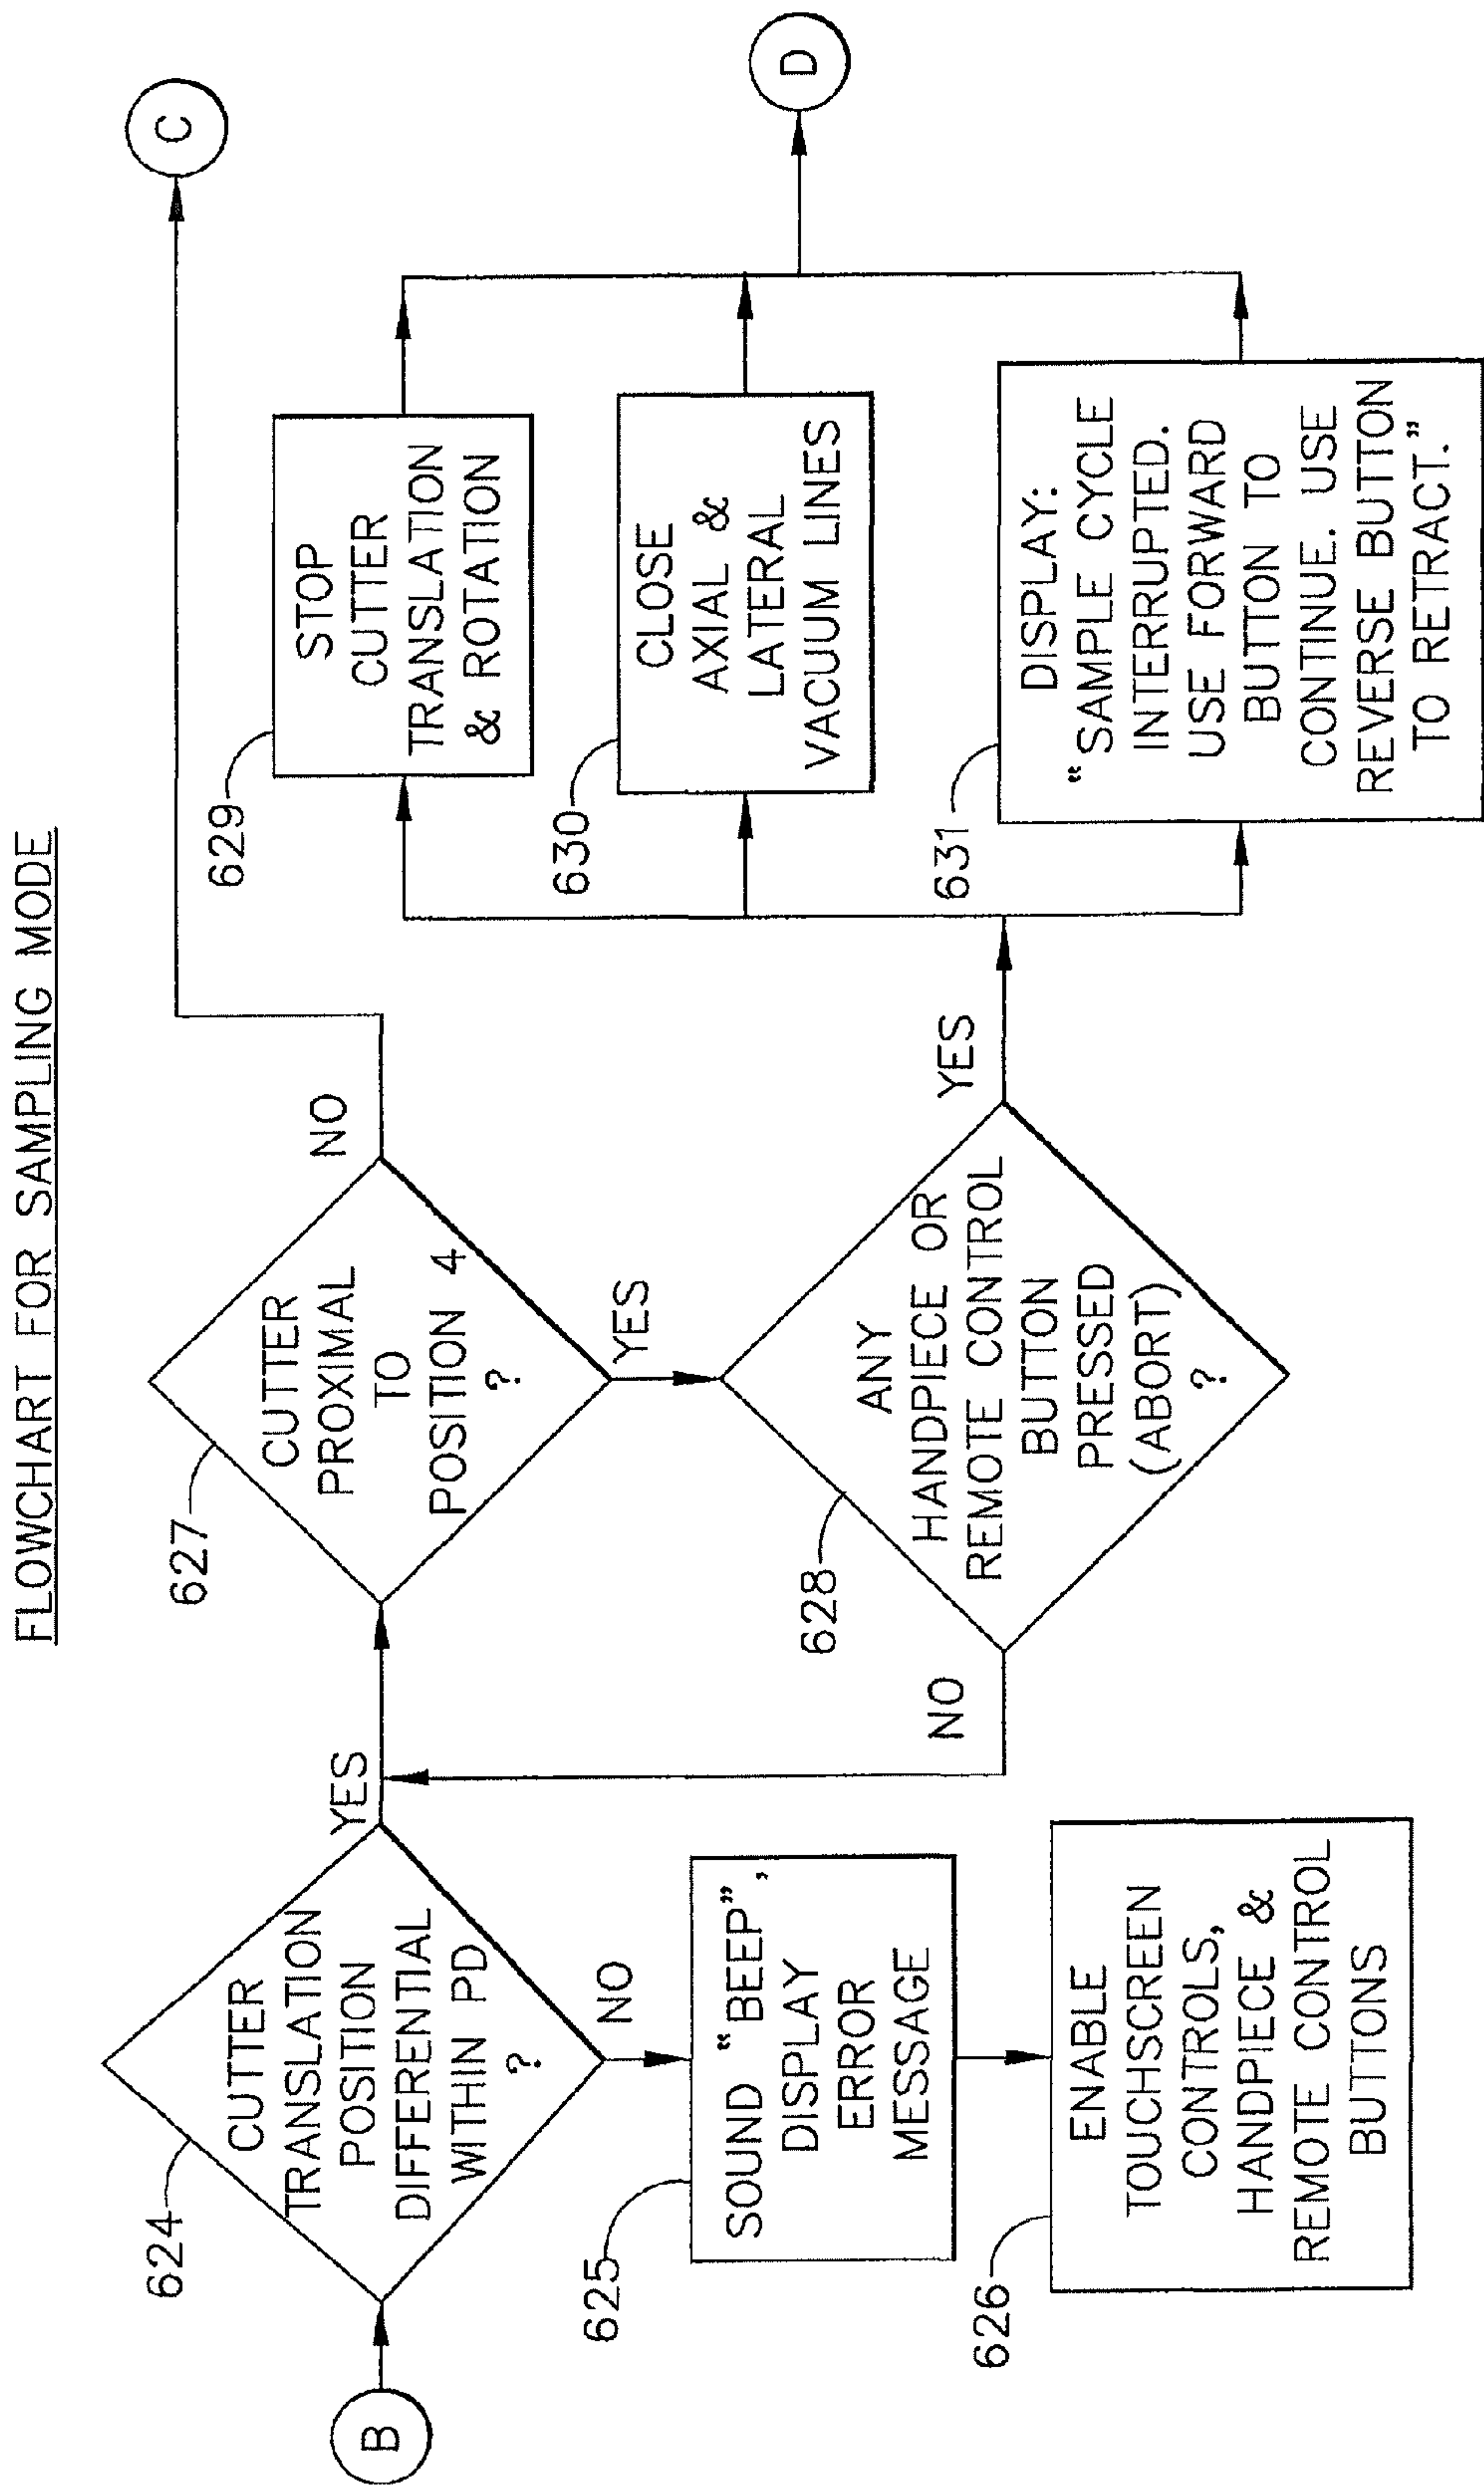 FLOWCHART FOR SAMPLING MODE
B
624
CUTTER
TRANSLATION
POSITION
DIFFERENTIAL
WITHIN PD
?
YES
NO
625
SOUND "BEEP",
DISPLAY
ERROR
MESSAGE
626
ENABLE
TOUCHSCREEN
CONTROLS,
HANDPIECE &
REMOTE CONTROL
BUTTONS
627
CUTTER
PROXIMAL
TO
POSITION 4
?
NO
YES
C
628
ANY
HANDPIECE OR
REMOTE CONTROL
BUTTON
PRESSED
(ABORT)
?
NO
YES
629
STOP
CUTTER
TRANSLATION
& ROTATION
630
CLOSE
AXIAL &
LATERAL
VACUUM LINES
631
DISPLAY:
"SAMPLE CYCLE
INTERRUPTED.
USE FORWARD
BUTTON TO
CONTINUE. USE
REVERSE BUTTON
TO RETRACT."
D